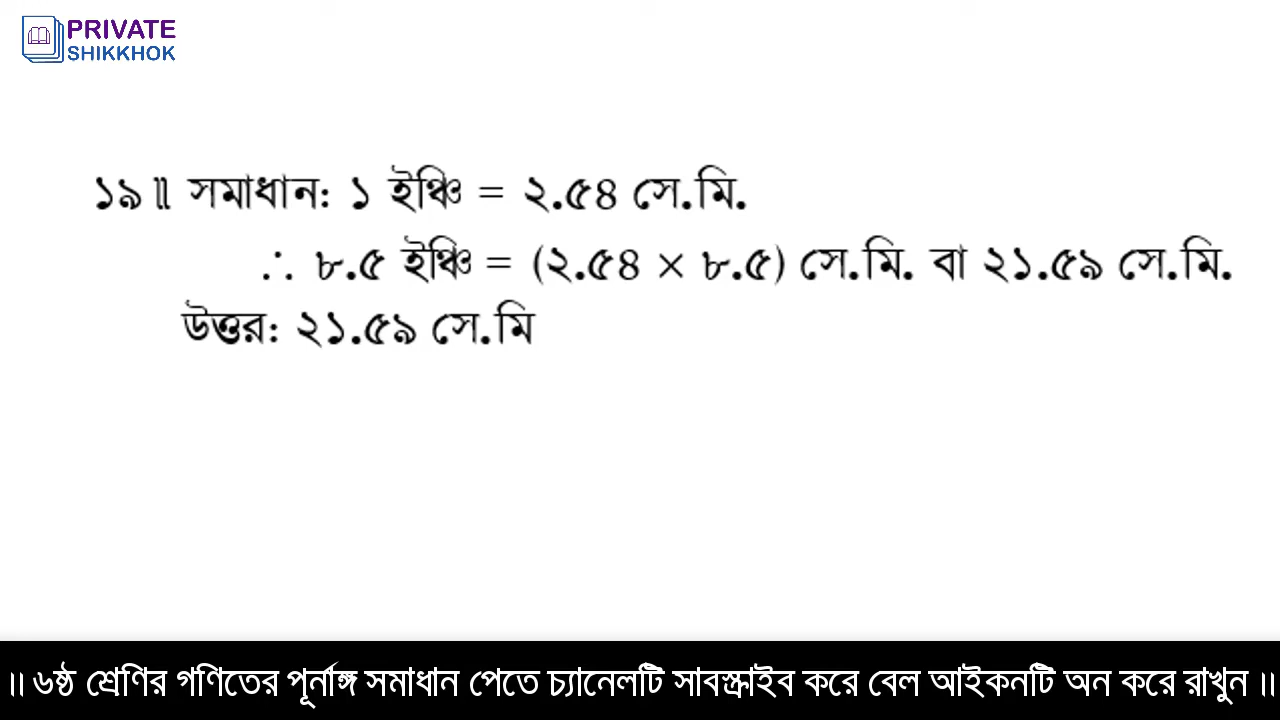 PRIVATE
SHIKKHOK
১৯॥ সমাধান: ১ ইঞ্চি = ২.৫৪ সে.মি.
∴ ৮.৫ ইঞ্চি = (২.৫৪ × ৮.৫) সে.মি. বা ২১.৫৯ সে.মি.
উত্তর: ২১.৫৯ সে.মি
॥ ৬ষ্ঠ শ্রেণির গণিতের পূর্নাঙ্গ সমাধান পেতে চ্যানেলটি সাবস্ক্রাইব করে বেল আইকনটি অন করে রাখুন ॥